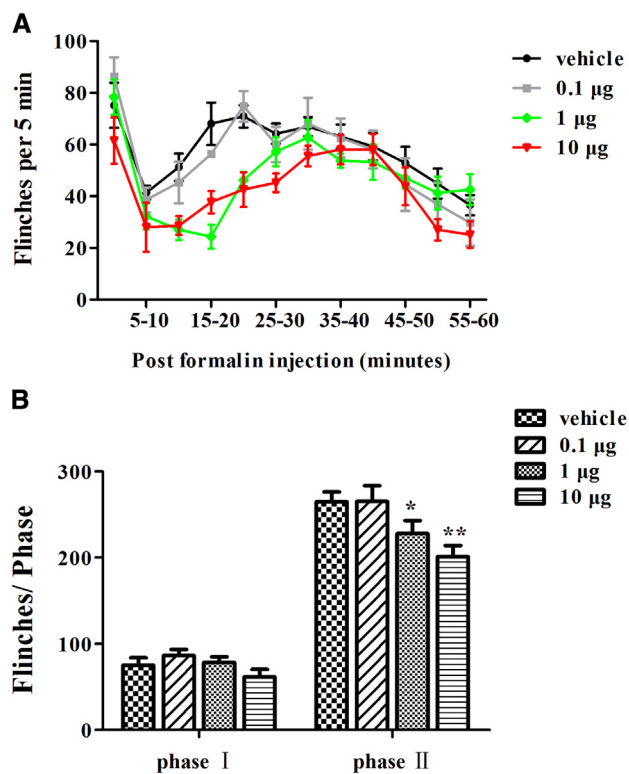 A
100
80
60
40
20
0
Flinches per 5 min
5-10 15-20 25-30 35-40 45-50 55-60
Post formalin injection (minutes)
vehicle
0.1 μg
1 μg
10 μg
B
300
200
100
0
Flinches/ Phase
* **
phase Ⅰ phase Ⅱ
vehicle
0.1 μg
1 μg
10 μg